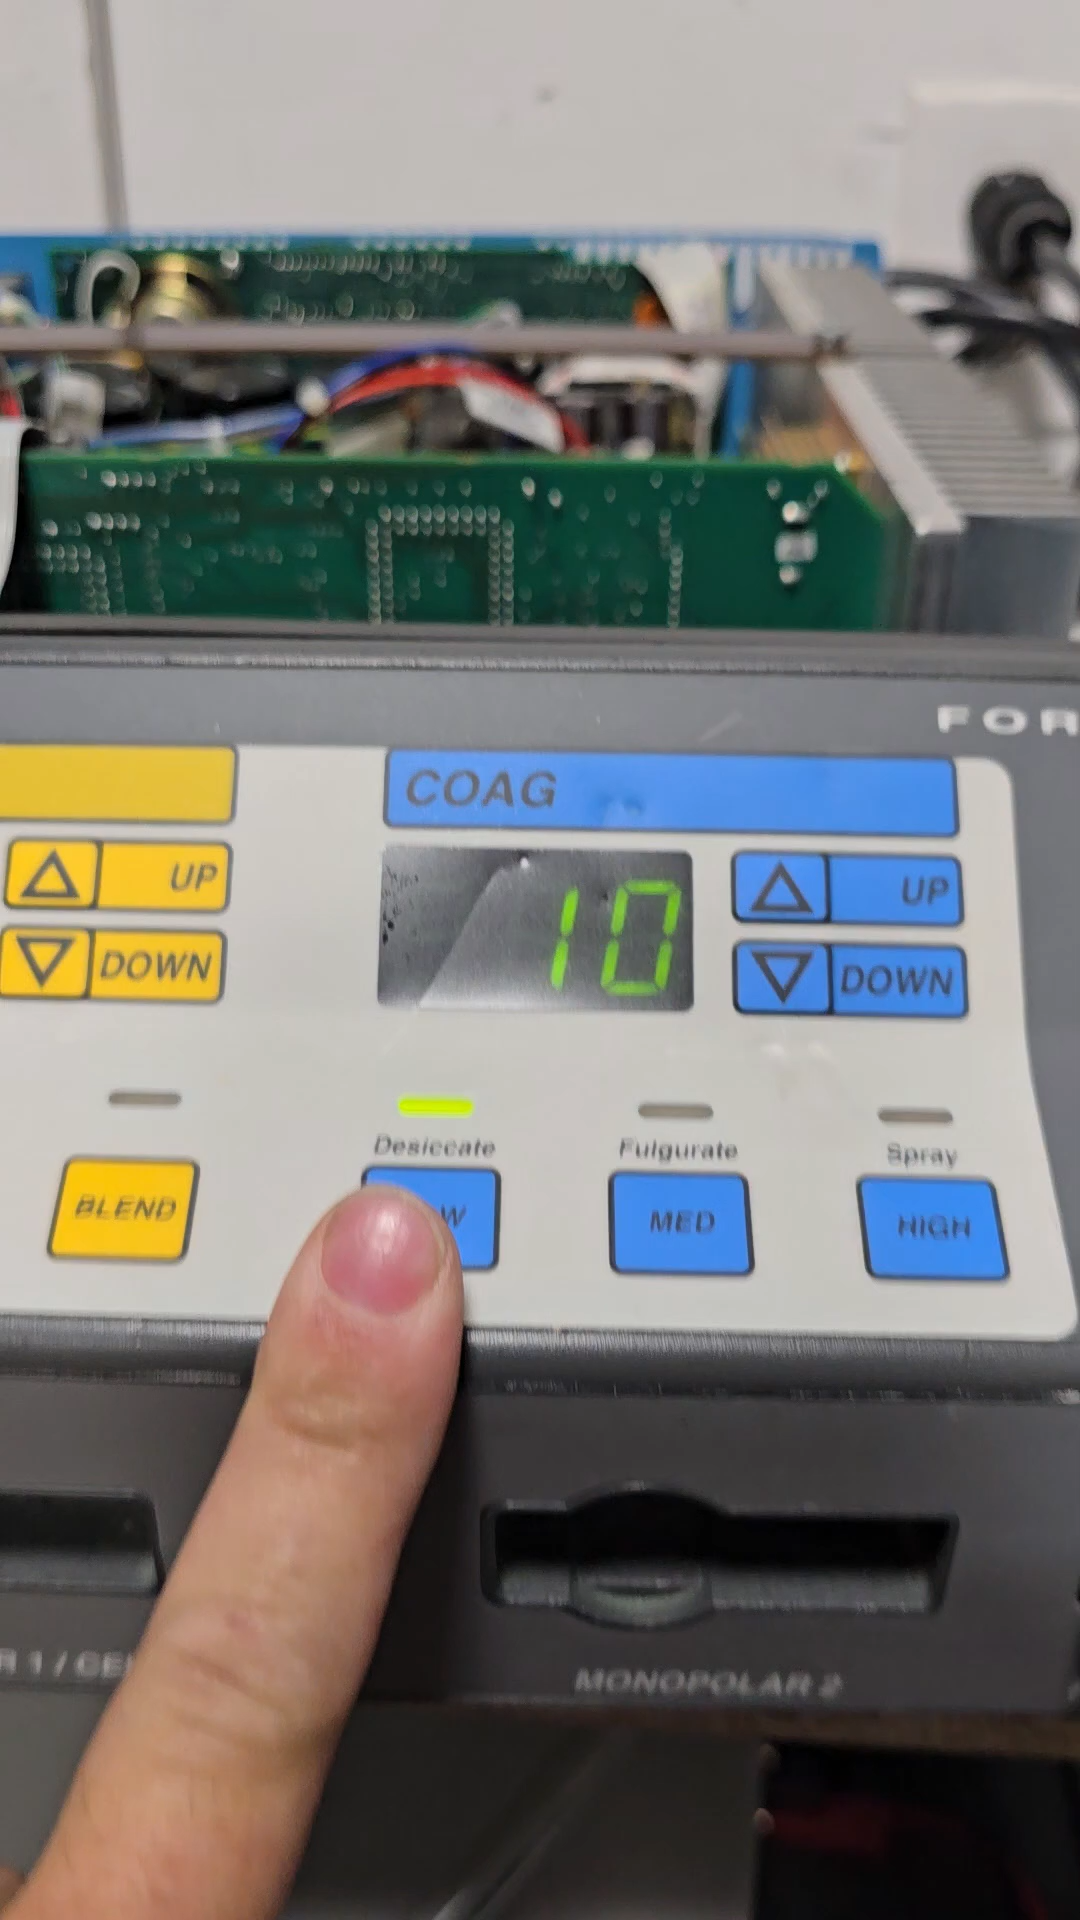 FOR
COAG
UP
10
UP
DOWN
DOWN
Desiccate
Fulgurate
Spray
BLEND
W
MED
HIGH
R 1 / CE
MONOPOLAR 2